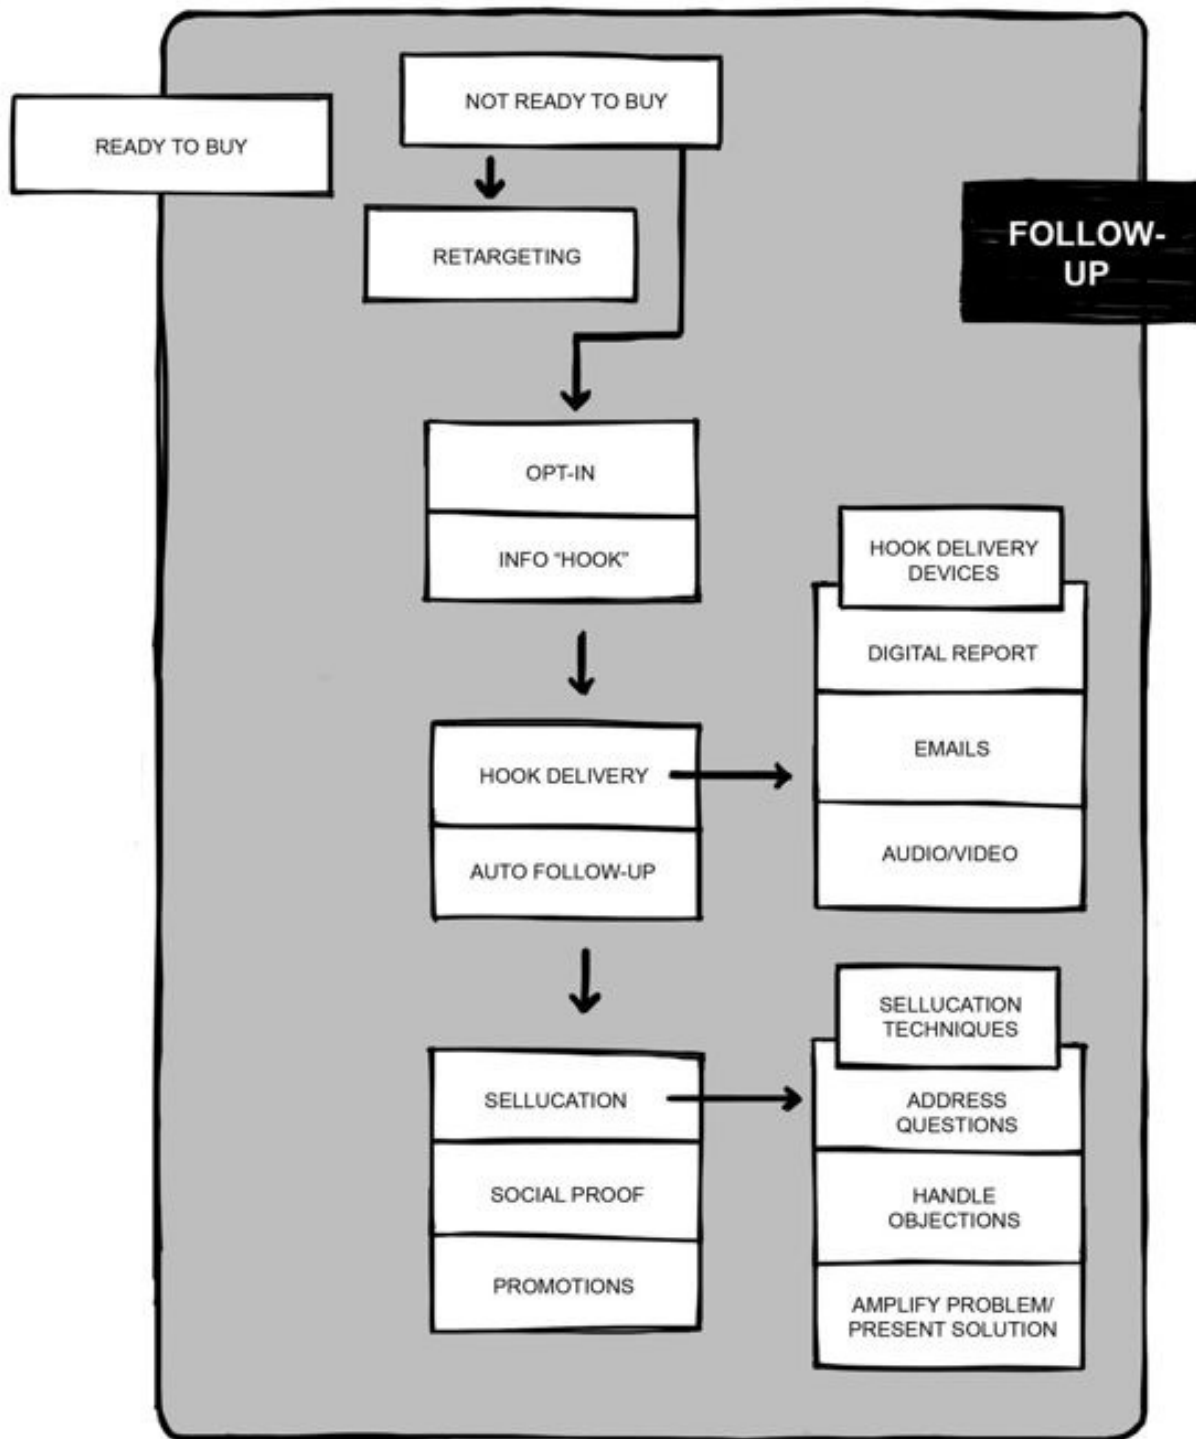 NOT READY TO BUY
READY TO BUY
FOLLOW-
UP
RETARGETING
OPT-IN
INFO “HOOK”
HOOK DELIVERY
DEVICES
DIGITAL REPORT
EMAILS
AUDIO/VIDEO
HOOK DELIVERY
AUTO FOLLOW-UP
SELLUCATION
SOCIAL PROOF
PROMOTIONS
SELLUCATION
TECHNIQUES
ADDRESS
QUESTIONS
HANDLE
OBJECTIONS
AMPLIFY PROBLEM/
PRESENT SOLUTION